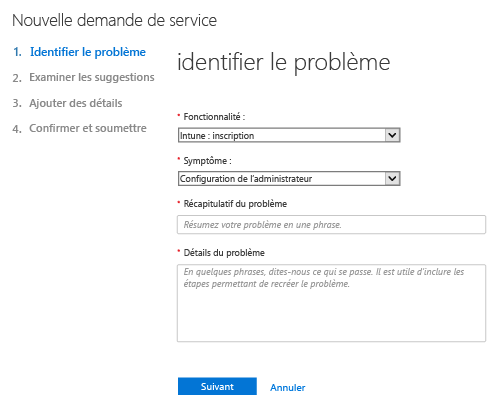 Nouvelle demande de service
1. Identifier le problème
2. Examiner les suggestions
3. Ajouter des détails
4. Confirmer et soumettre
identifier le problème
* Fonctionnalité :
Intune : inscription
* Symptôme :
Configuration de l'administrateur
* Récapitulatif du problème
Résumez votre problème en une phrase.
* Détails du problème
En quelques phrases, dites-nous ce qui se passe. Il est utile d'inclure les
étapes permettant de recréer le problème.
Suivant
Annuler